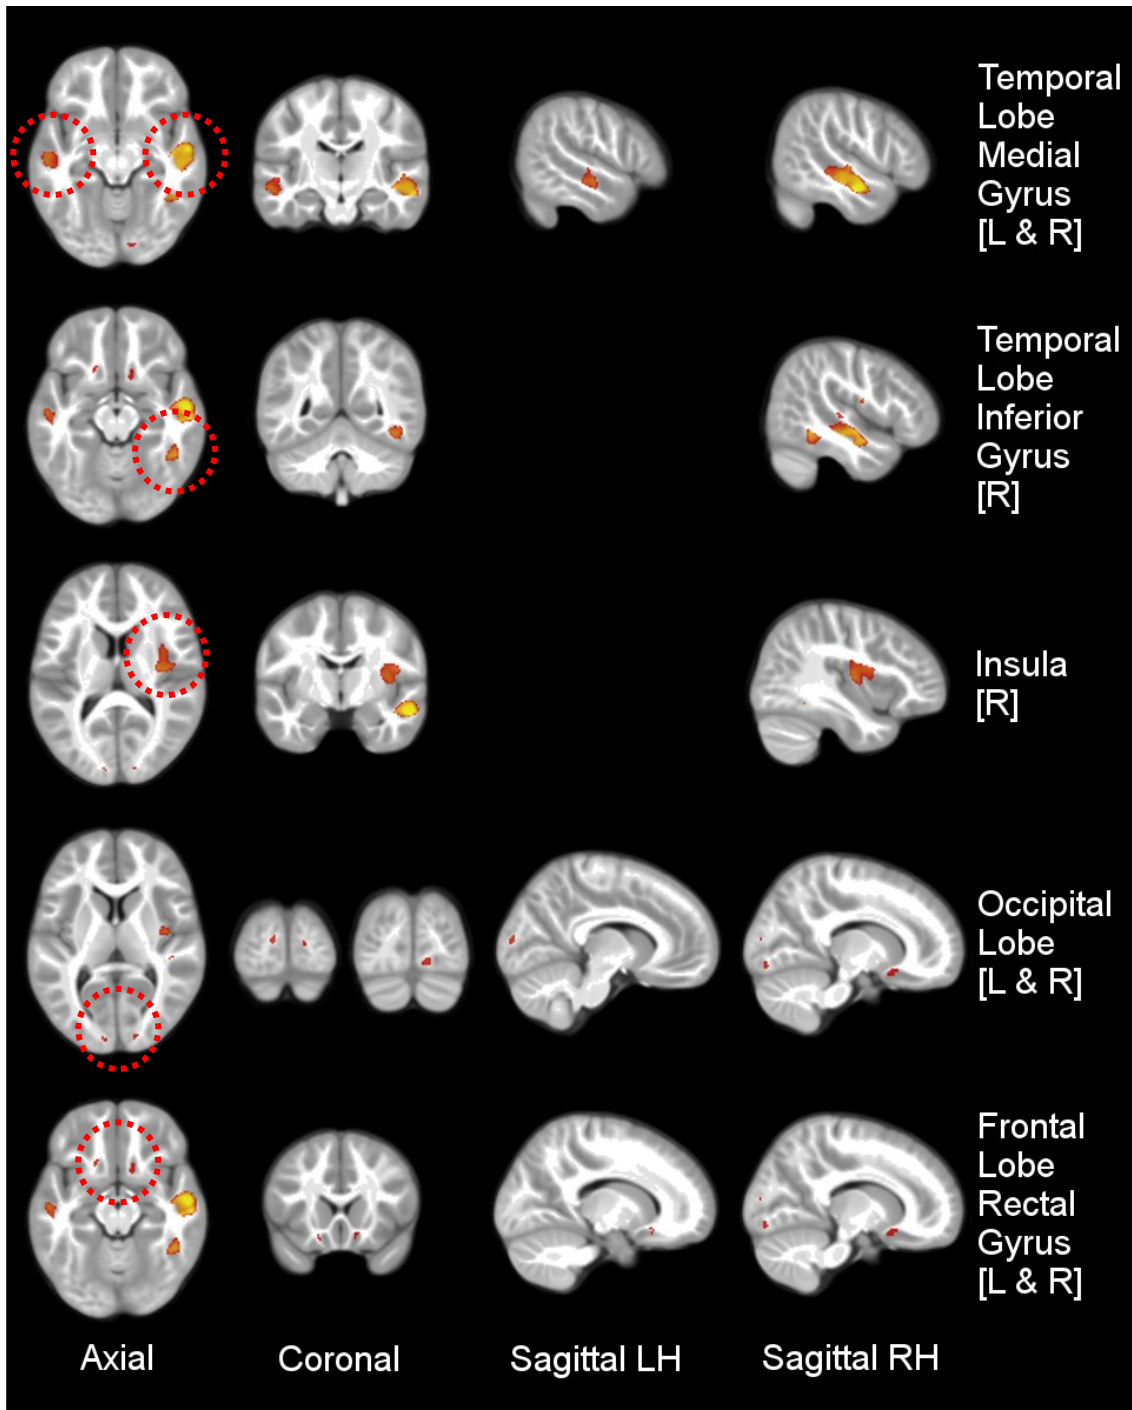 Temporal
Lobe
Medial
Gyrus
[L & R]
Temporal
Lobe
Inferior
Gyrus
[R]
Insula
[R]
Occipital
Lobe
[L & R]
Frontal
Lobe
Rectal
Gyrus
[L & R]
Axial Coronal Sagittal LH Sagittal RH